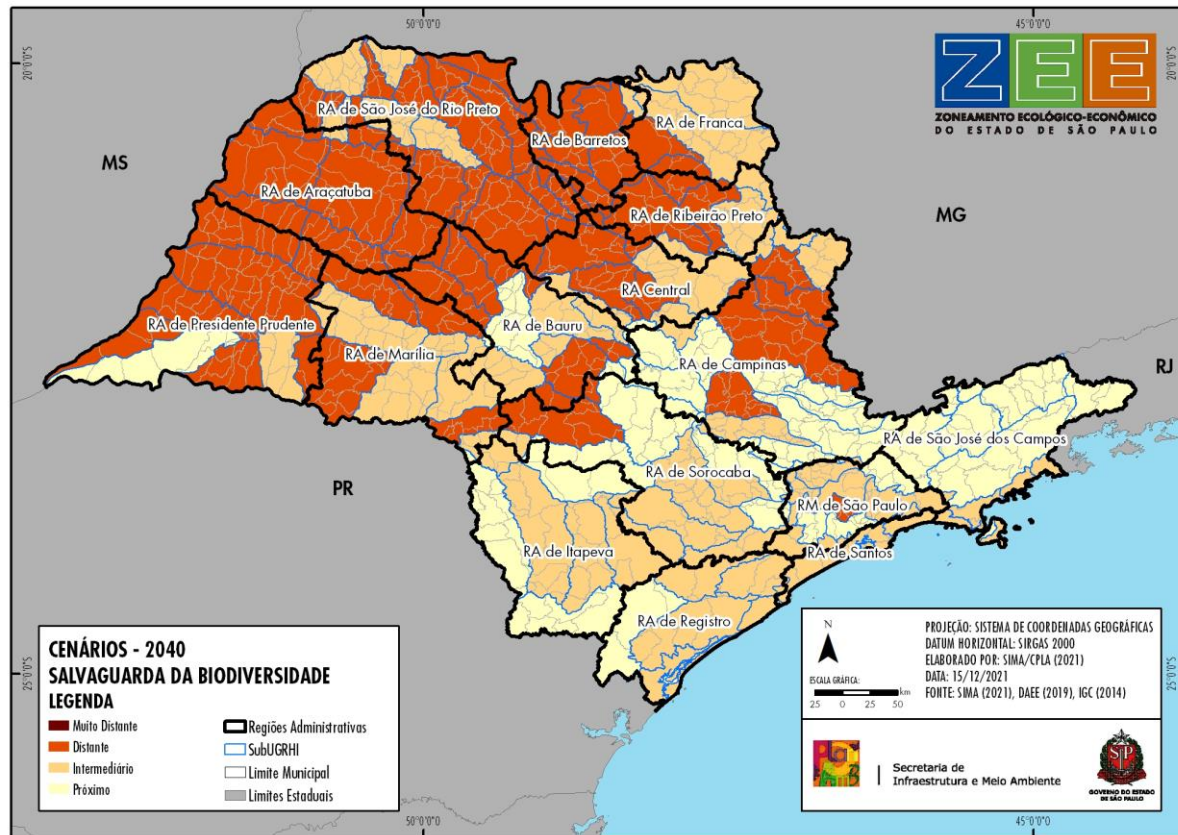 50°0'0"O
45°0'0"O
20°0'0"S
20°0'0"S
ZEE
ZONEAMENTO ECOLÓGICO-ECONÔMICO
DO ESTADO DE SÃO PAULO
RA de São José do Rio Preto
RA de Franca
RA de Barretos
MS
RA de Araçatuba
MG
RA de Ribeirão Preto
RA Central
RA de Presidente Prudente
RA de Bauru
RA de Marília
RA de Campinas
RJ
RA de São José dos Campos
RA de Sorocaba
PR
RM de São Paulo
RA de Itapeva
RA de Santos
RA de Registro
CENÁRIOS - 2040
SALVAGUARDA DA BIODIVERSIDADE
LEGENDA
Muito Distante
Distante
Intermediário
Próximo
Regiões Administrativas
SubUGRHI
Limite Municipal
Limites Estaduais
N
ESCALA GRÁFICA:
25 0 25 50 km
PROJEÇÃO: SISTEMA DE COORDENADAS GEOGRÁFICAS
DATUM HORIZONTAL: SIRGAS 2000
ELABORADO POR: SIMA/CPLA (2021)
DATA: 15/12/2021
FONTE: SIMA (2021), DAEE (2019), IGC (2014)
Secretaria de
Infraestrutura e Meio Ambiente
GOVERNO DO ESTADO
DE SÃO PAULO
25°0'0"S
25°0'0"S
50°0'0"O
45°0'0"O